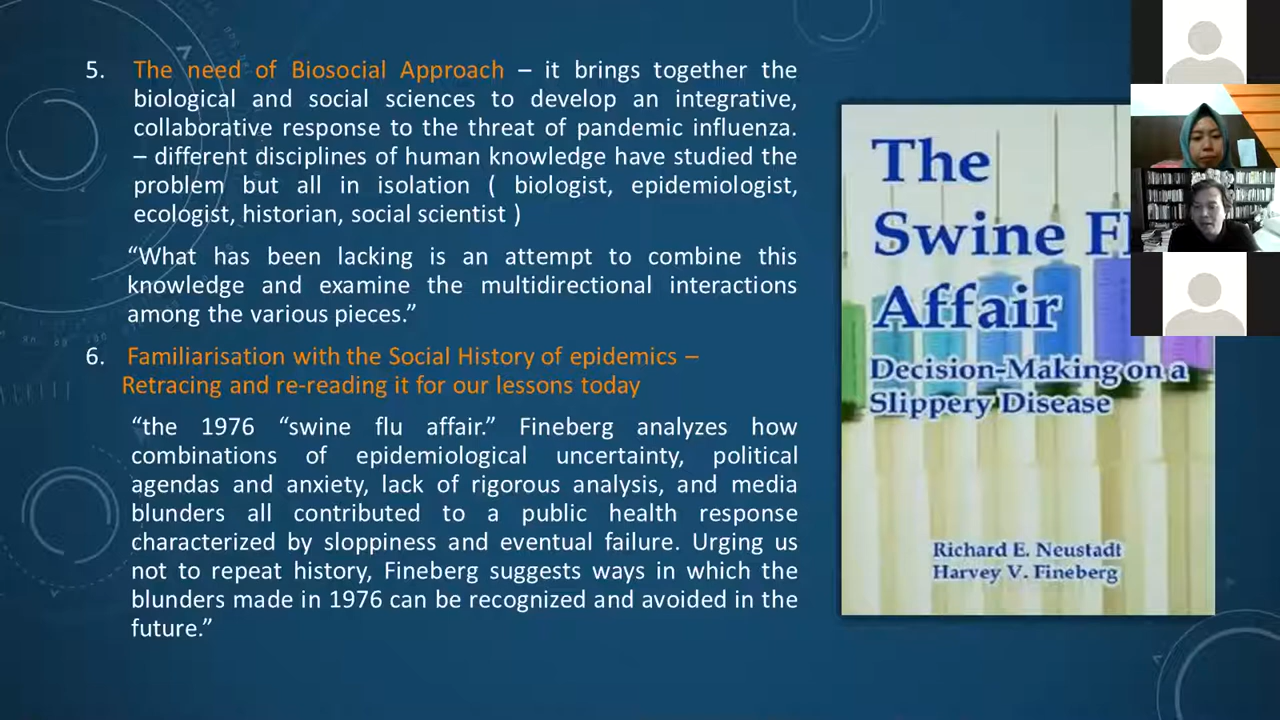 5. The need of Biosocial Approach – it brings together the
biological and social sciences to develop an integrative,
collaborative response to the threat of pandemic influenza.
– different disciplines of human knowledge have studied the
problem but all in isolation ( biologist, epidemiologist,
ecologist, historian, social scientist )
“What has been lacking is an attempt to combine this
knowledge and examine the multidirectional interactions
among the various pieces.”
6. Familiarisation with the Social History of epidemics –
Retracing and re-reading it for our lessons today
“the 1976 “swine flu affair.” Fineberg analyzes how
combinations of epidemiological uncertainty, political
agendas and anxiety, lack of rigorous analysis, and media
blunders all contributed to a public health response
characterized by sloppiness and eventual failure. Urging us
not to repeat history, Fineberg suggests ways in which the
blunders made in 1976 can be recognized and avoided in the
future.”
The
Swine
Affair
Decision-Making on a
Slippery Disease
Richard E. Neustadt
Harvey V. Fineberg